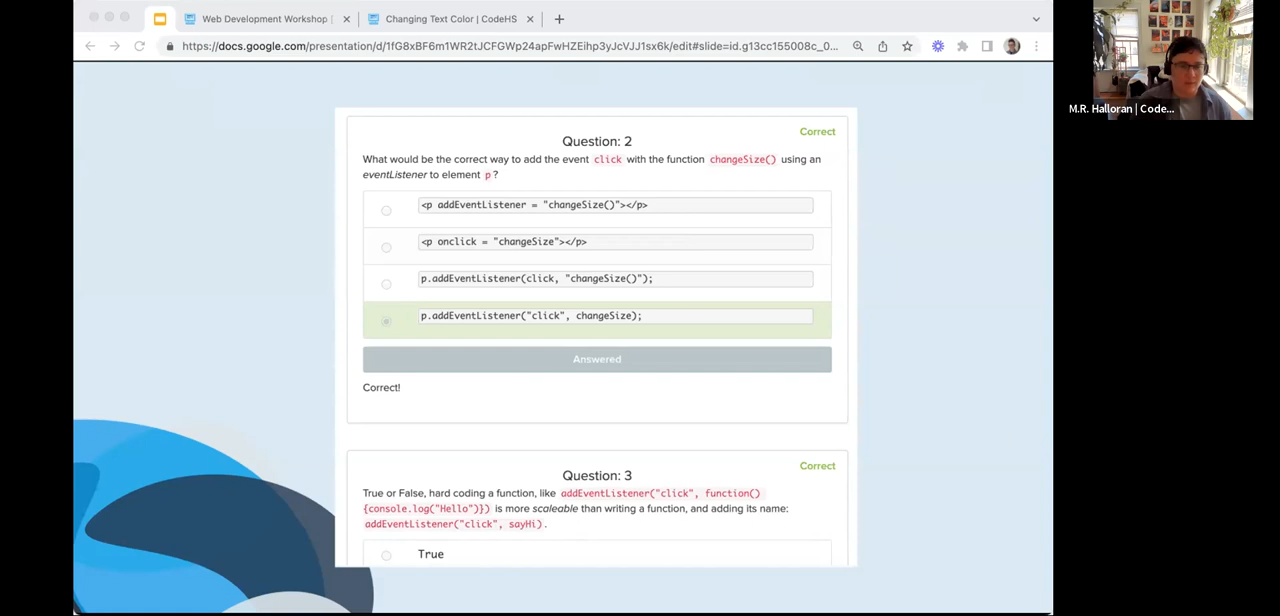 Web Development Workshop |
Changing Text Color | CodeHS
https://docs.google.com/presentation/d/1fG8xBF6m1WR2tJCFGWp24apFwHZEihp3yJcVJJ1sx6k/edit#slide=id.g13cc155008c_0...
M.R. Halloran | Code...
Correct
Question: 2
What would be the correct way to add the event click with the function changeSize() using an
eventListener to element p?
<p addEventListener = "changeSize()"></p>
<p onclick = "changeSize"></p>
p.addEventListener(click, "changeSize()");
p.addEventListener("click", changeSize);
Answered
Correct!
Correct
Question: 3
True or False, hard coding a function, like addEventListener("click", function()
{console.log("Hello")}) is more scaleable than writing a function, and adding its name:
addEventListener("click", sayHi).
True